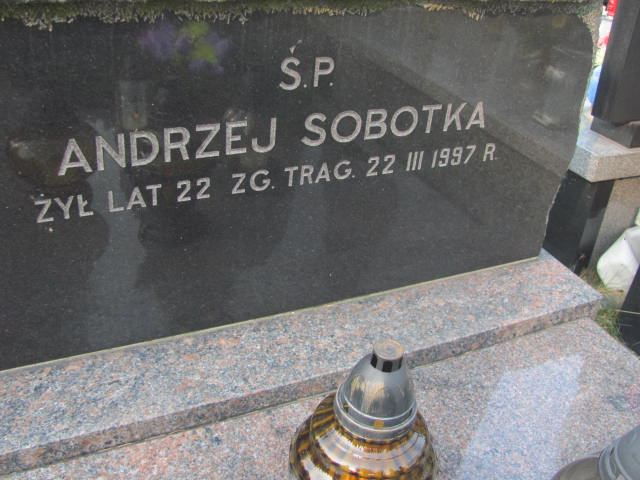 Ś.P.
ANDRZEJ SOBOTKA
ŻYŁ LAT 22 ZG. TRAG. 22 III 1997 R.